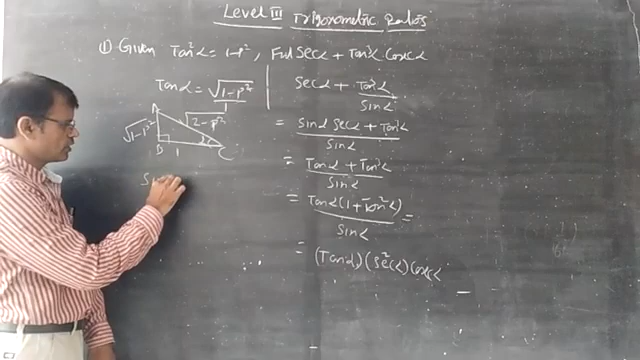 Level III Trigonometric Ratios
① Given Tan²α = 1-p², Find Secα + Tan³α Cosecα
Tanα = √(1-p²)/1
√(1-p²)
√(2-p²)
A
B
1
α
C
Sin
Secα + Tan³α/Sinα
= Sinα Secα + Tan³α/Sinα
= Tanα + Tan³α/Sinα
= Tanα(1+Tan²α)/Sinα =
= (Tanα)(Sec²α)Cosecα